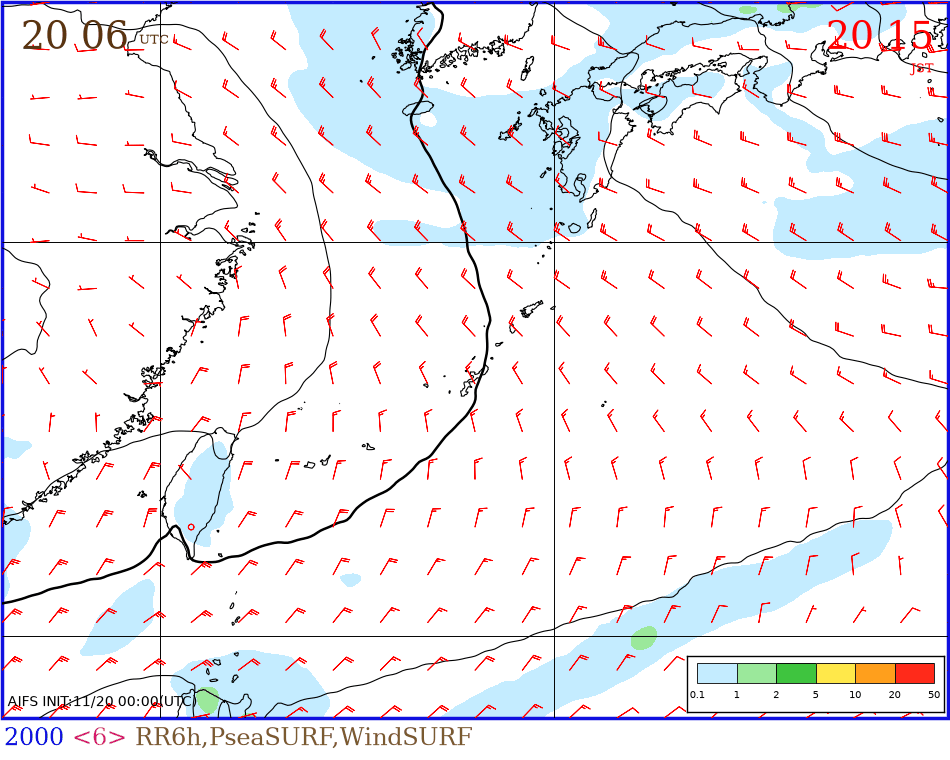 20 06 UTC
20 15
JST
AIFS INIT:11/20 00:00(UTC)
0.1 1 2 5 10 20 50
2000 <6> RR6h,PseaSURF,WindSURF